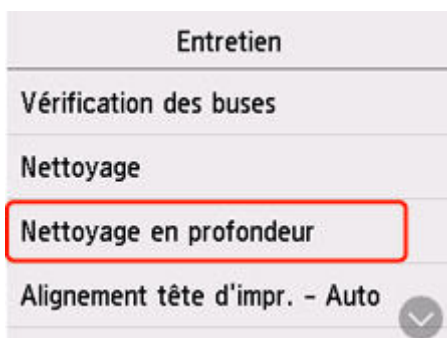 Entretien
Vérification des buses
Nettoyage
Nettoyage en profondeur
Alignement tête d'impr. - Auto